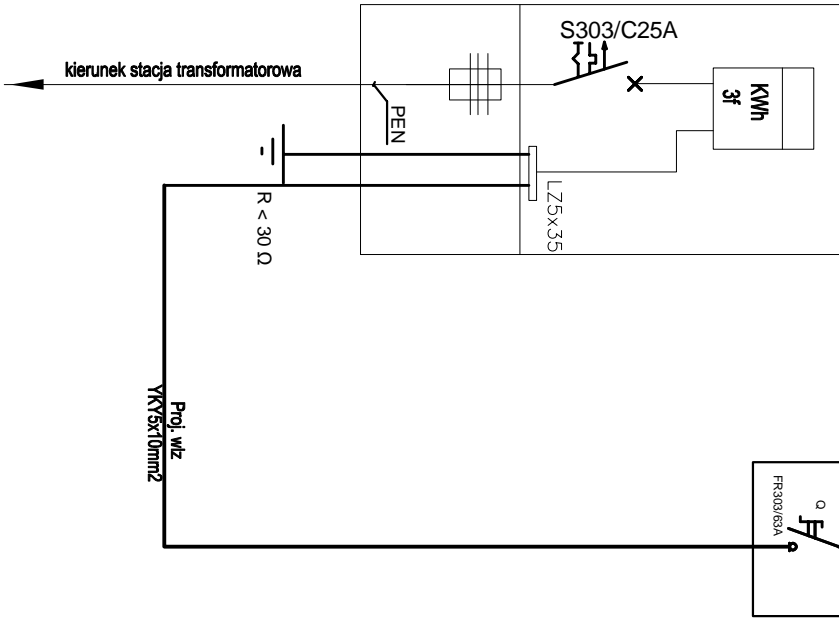 S303/C25A
kierunek stacja transformatorowa
KWh
3f
PEN
LZ5x35
R < 30 Ω
Proj. wlz
YKY5x10mm2
Q
FR303/63A